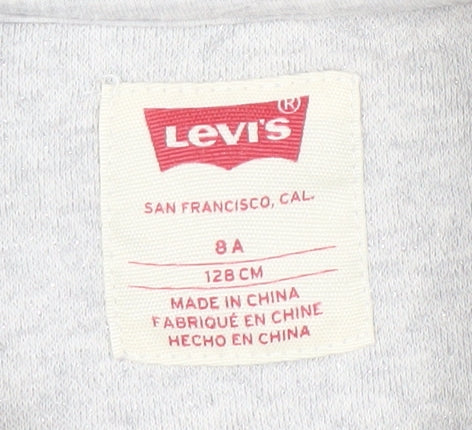 Levi's®
SAN FRANCISCO, CAL.
8 A
128 CM
MADE IN CHINA
FABRIQUÉ EN CHINE
HECHO EN CHINA